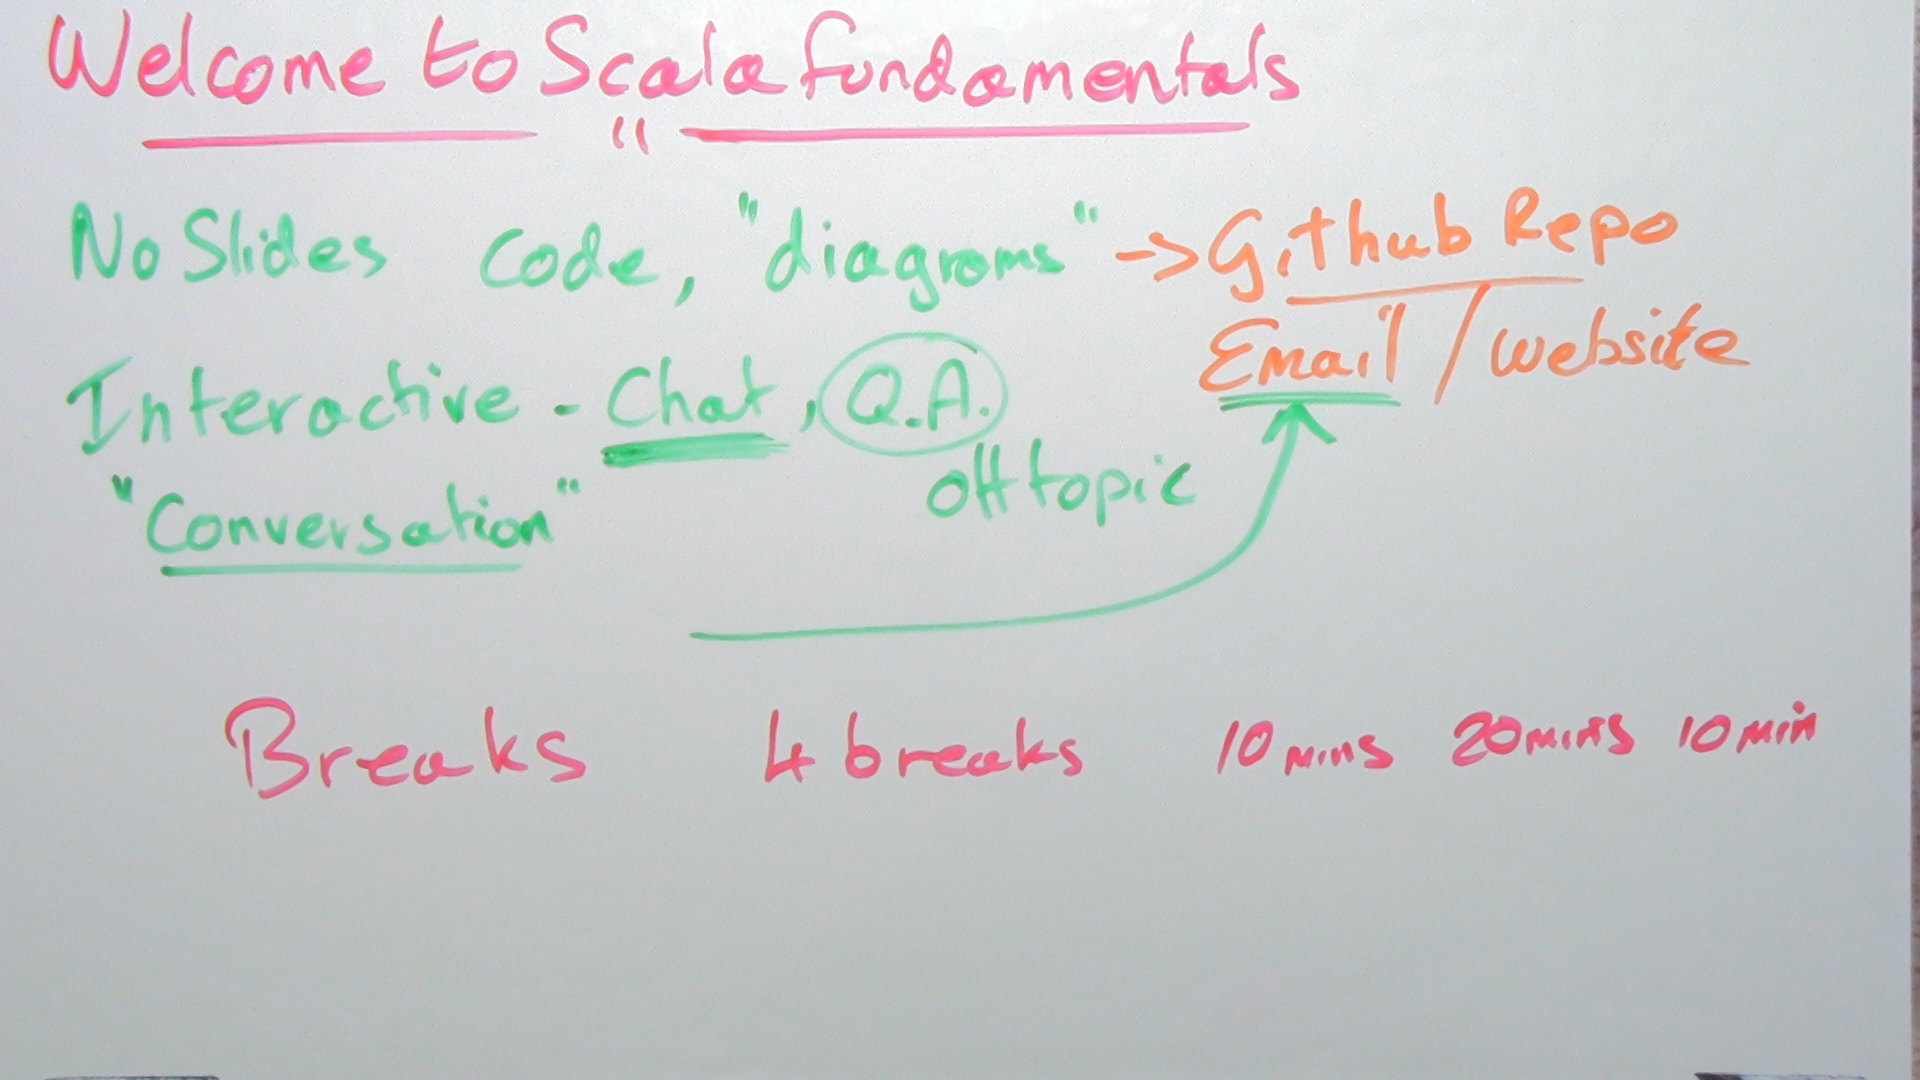 Welcome to Scala fundamentals
No Slides code, "diagrams" -> Github Repo
Email / website
Interactive - Chat, Q.A.
off topic
"Conversation"
Breaks 4 breaks 10 mins 20 mins 10 min